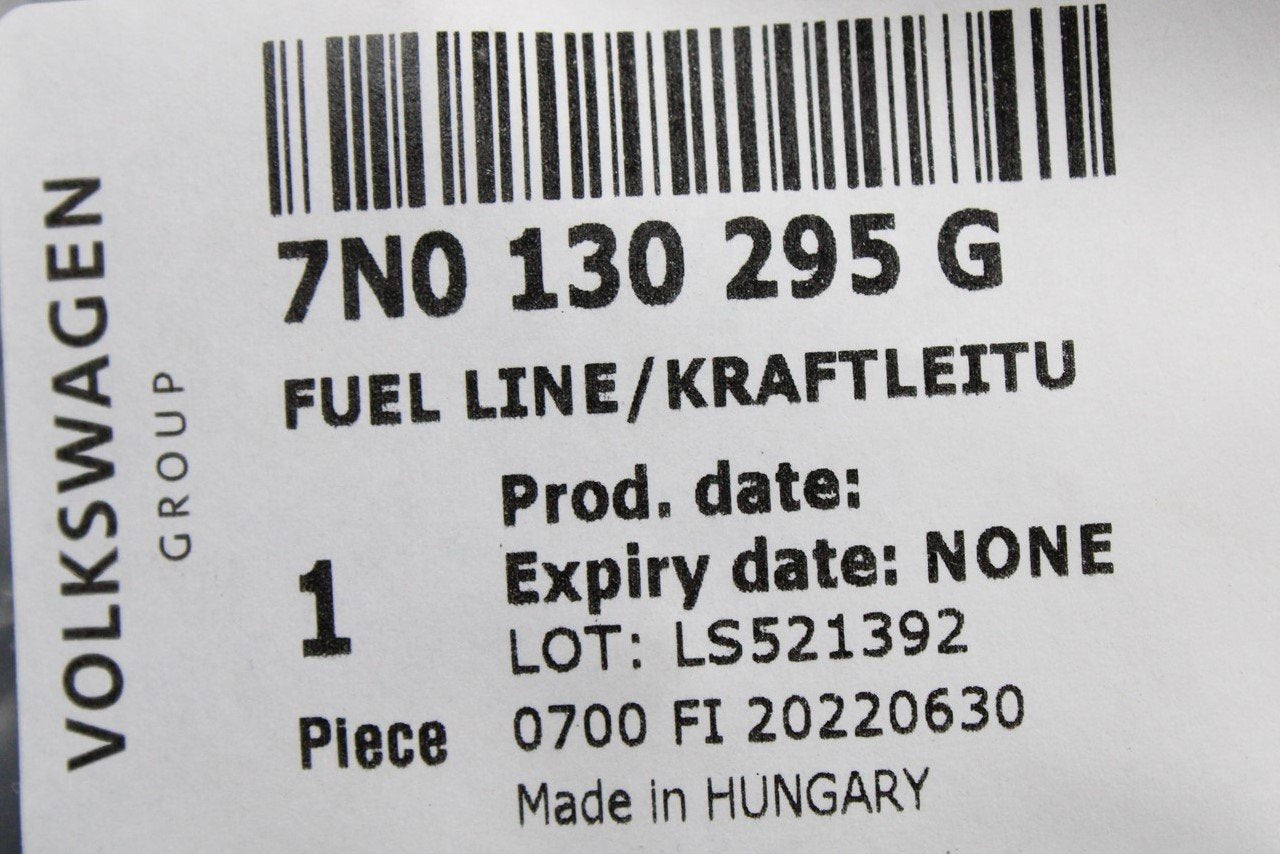 VOLKSWAGEN
GROUP
7N0 130 295 G
FUEL LINE/KRAFTLEITU
Prod. date:
Expiry date: NONE
LOT: LS521392
1
Piece
0700 FI 20220630
Made in HUNGARY